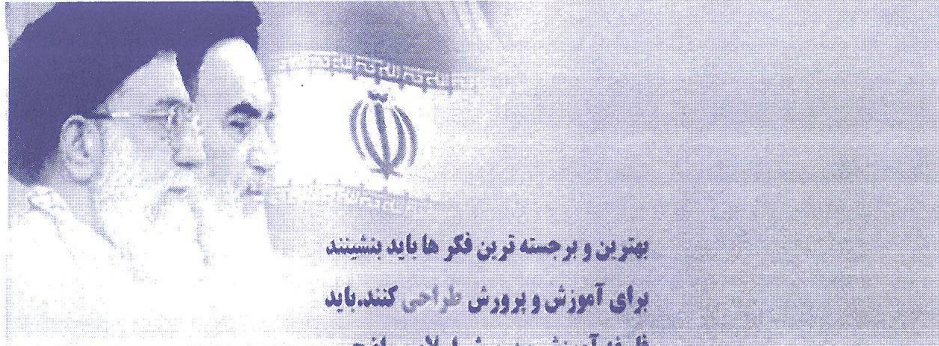 بهترین و برجسته ترین فکر ها باید بنشینند
برای آموزش و پرورش طراحی کنند.باید